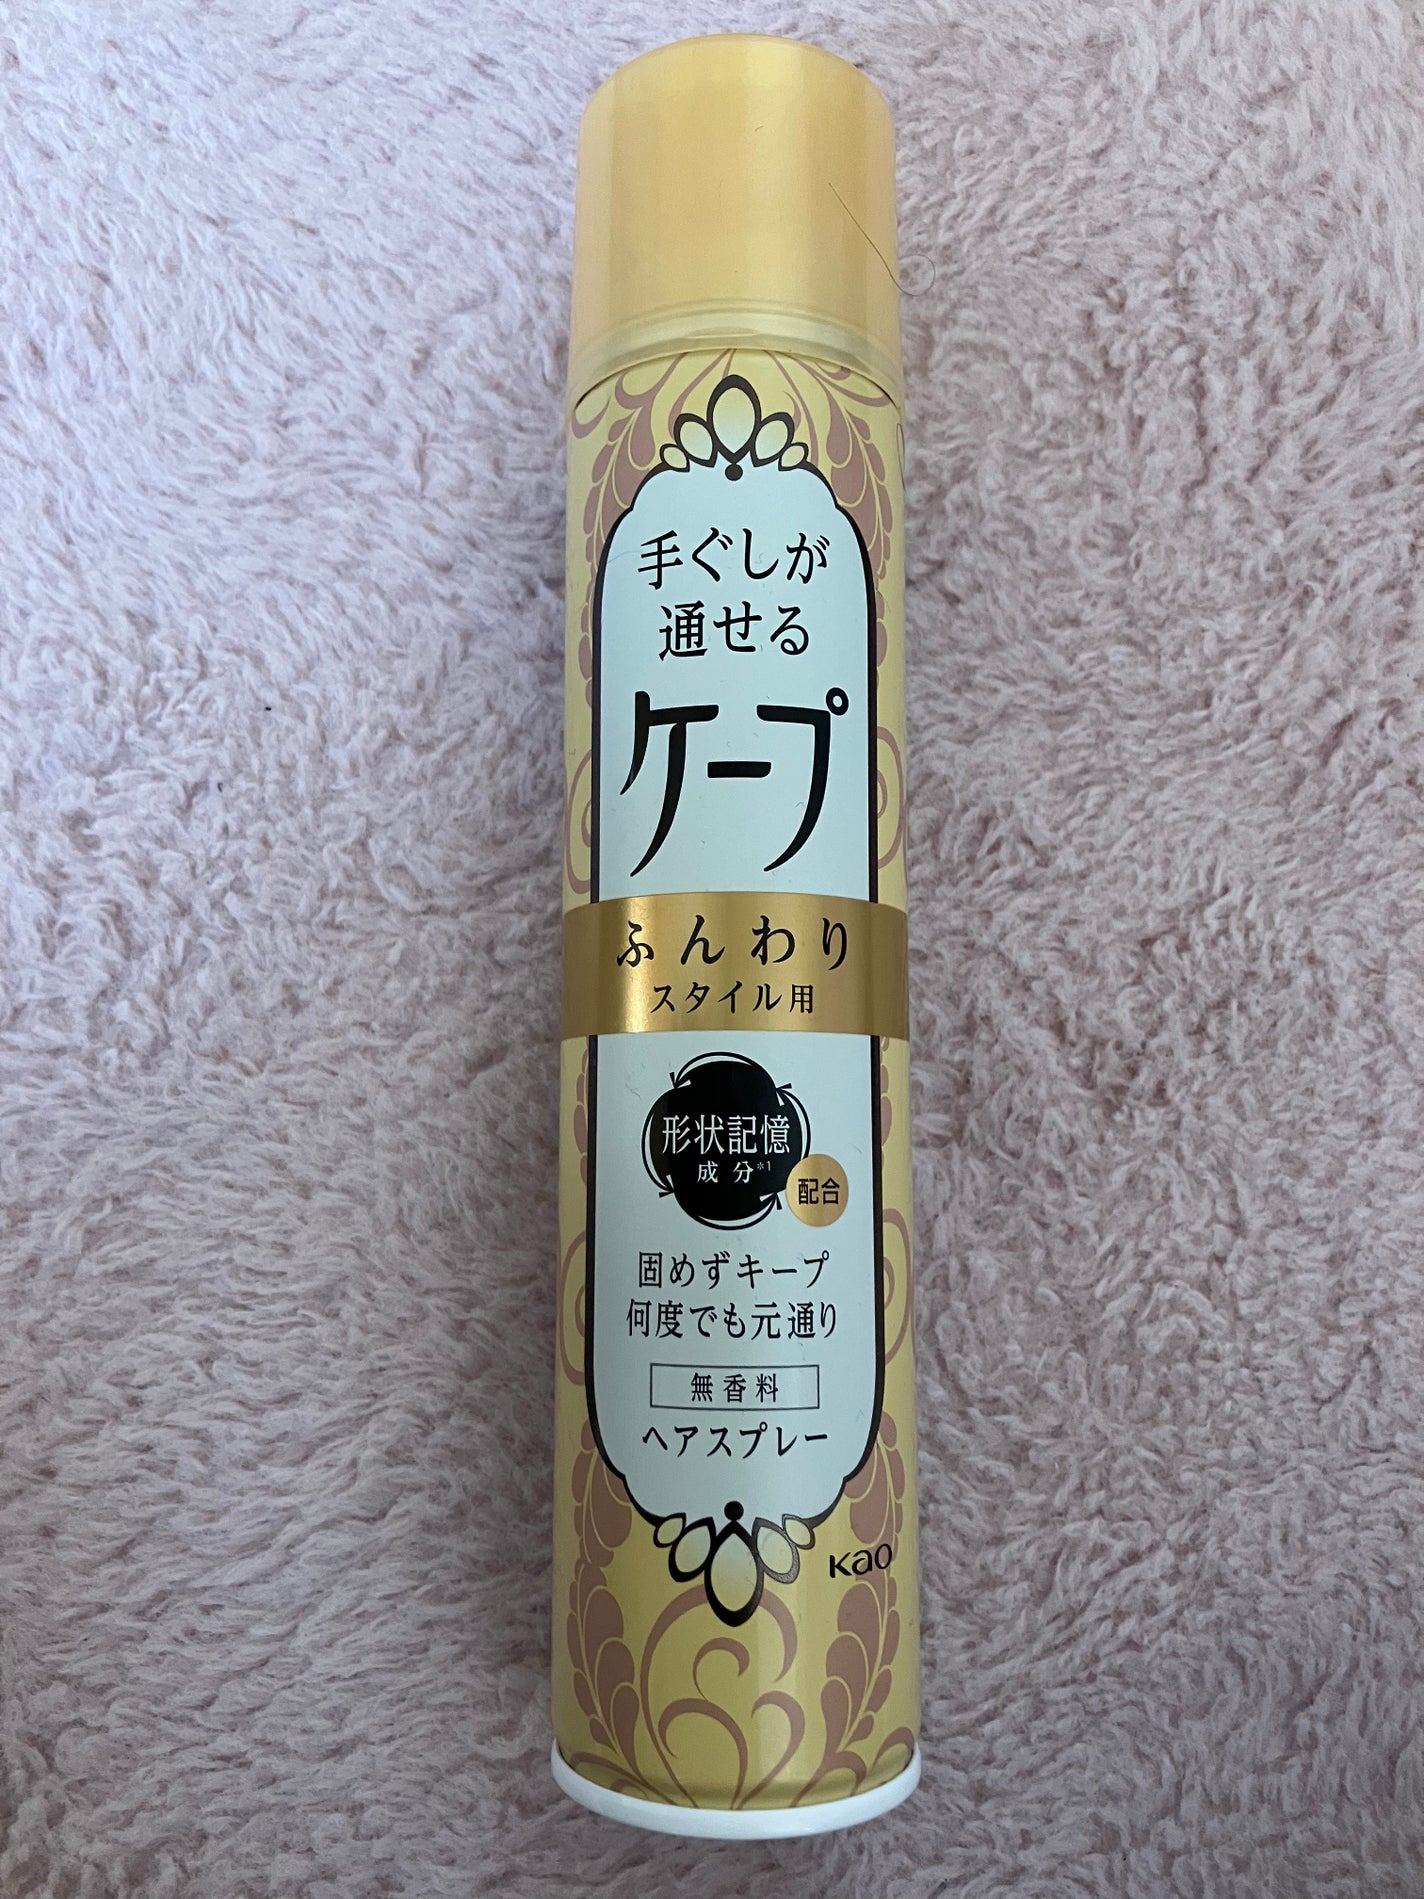 手ぐしが
通せる
ケープ
ふんわり
スタイル用
形状記憶
成分※1
配合
固めずキープ
何度でも元通り
無香料
ヘアスプレー
Kao